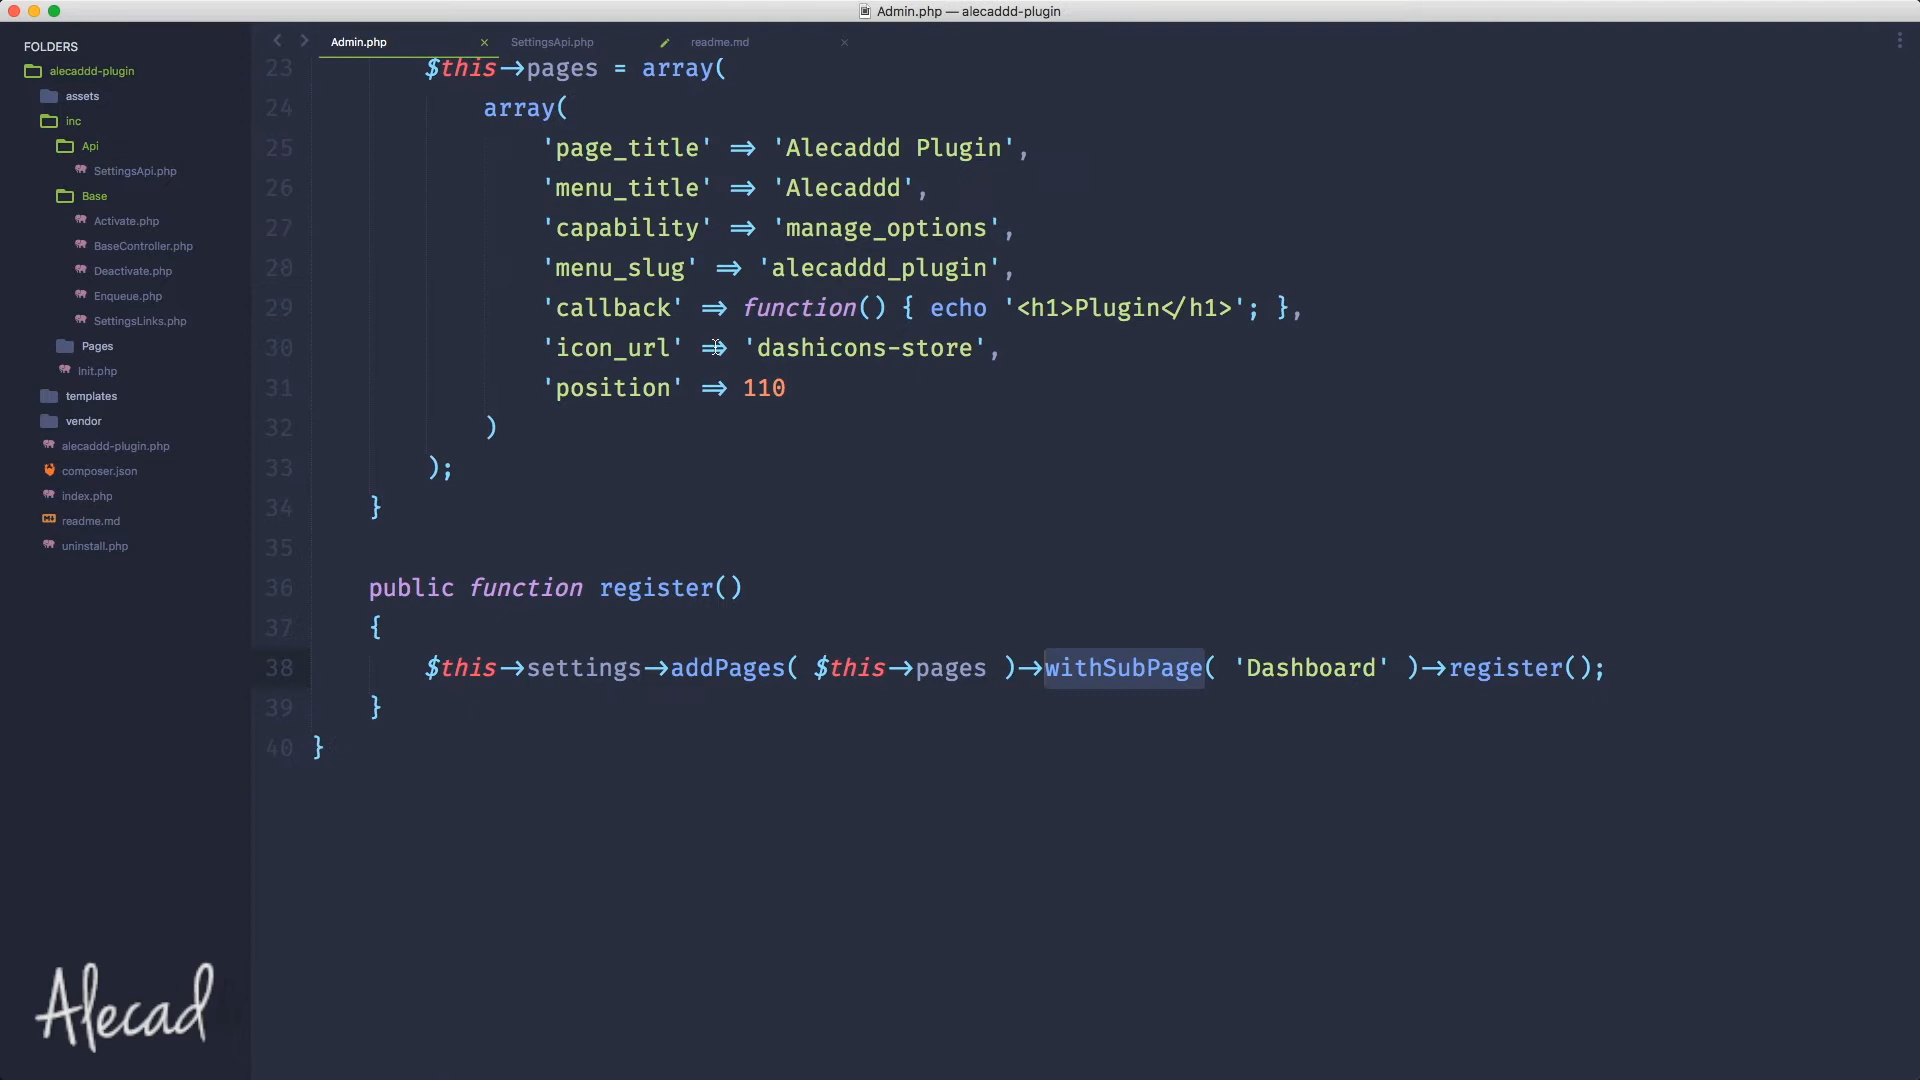 Admin.php — alecaddd-plugin
FOLDERS
alecaddd-plugin
assets
inc
Api
SettingsApi.php
Base
Activate.php
BaseController.php
Deactivate.php
Enqueue.php
SettingsLinks.php
Pages
Init.php
templates
vendor
alecaddd-plugin.php
composer.json
index.php
readme.md
uninstall.php
Admin.php
SettingsApi.php
readme.md
23 $this->pages = array(
24 array(
25 'page_title' => 'Alecaddd Plugin',
26 'menu_title' => 'Alecaddd',
27 'capability' => 'manage_options',
28 'menu_slug' => 'alecaddd_plugin',
29 'callback' => function() { echo '<h1>Plugin</h1>'; },
30 'icon_url' => 'dashicons-store',
31 'position' => 110
32 )
33 );
34 }
35
36 public function register()
37 {
38 $this->settings->addPages( $this->pages )->withSubPage( 'Dashboard' )->register();
39 }
40 }
Alecad